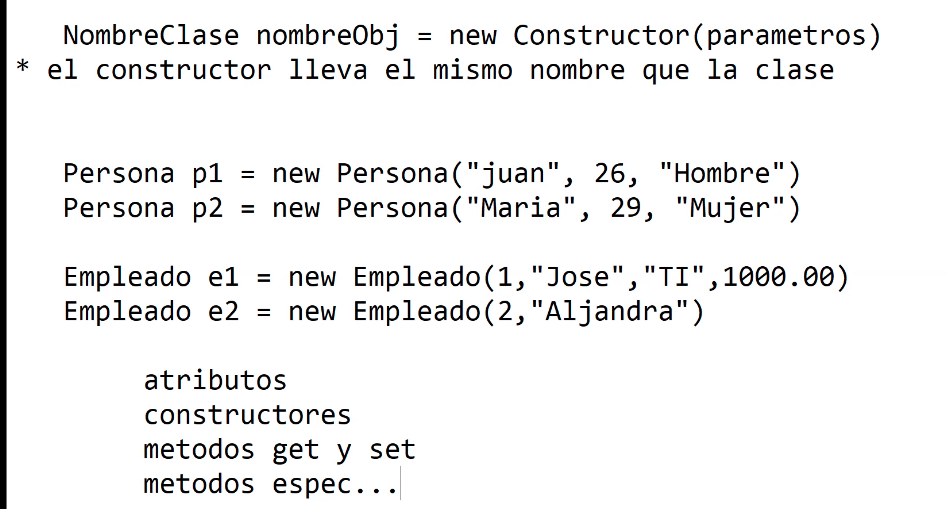 NombreClase nombreObj = new Constructor(parametros)
* el constructor lleva el mismo nombre que la clase
Persona p1 = new Persona("juan", 26, "Hombre")
Persona p2 = new Persona("Maria", 29, "Mujer")
Empleado e1 = new Empleado(1,"Jose","TI",1000.00)
Empleado e2 = new Empleado(2,"Aljandra")
atributos
constructores
metodos get y set
metodos espec...